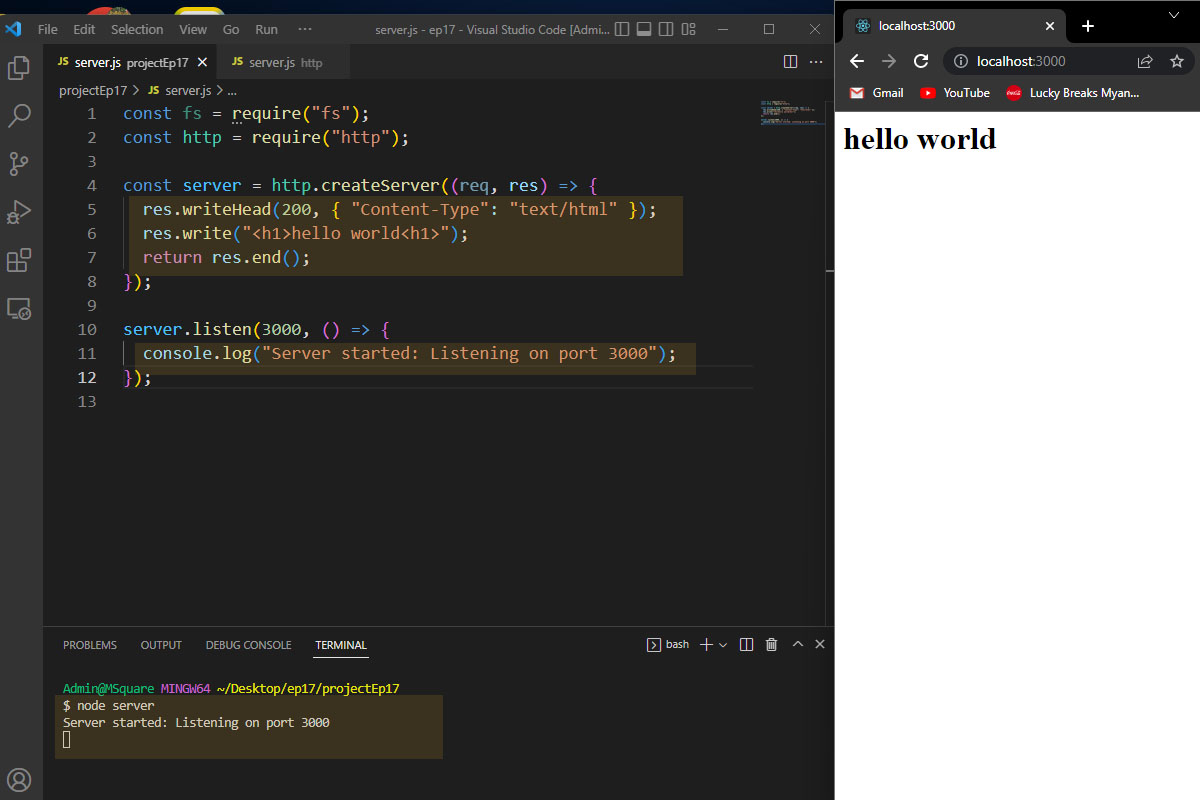 File Edit Selection View Go Run ··· server.js - ep17 - Visual Studio Code [Admi...
JS server.js projectEp17 JS server.js http
projectEp17 > JS server.js > ...
1 const fs = require("fs");
2 const http = require("http");
3
4 const server = http.createServer((req, res) => {
5 res.writeHead(200, { "Content-Type": "text/html" });
6 res.write("<h1>hello world<h1>");
7 return res.end();
8 });
9
10 server.listen(3000, () => {
11 console.log("Server started: Listening on port 3000");
12 });
13
PROBLEMS OUTPUT DEBUG CONSOLE TERMINAL bash
Admin@MSquare MINGW64 ~/Desktop/ep17/projectEp17
$ node server
Server started: Listening on port 3000
localhost:3000
localhost:3000
Gmail YouTube Lucky Breaks Myan...
hello world